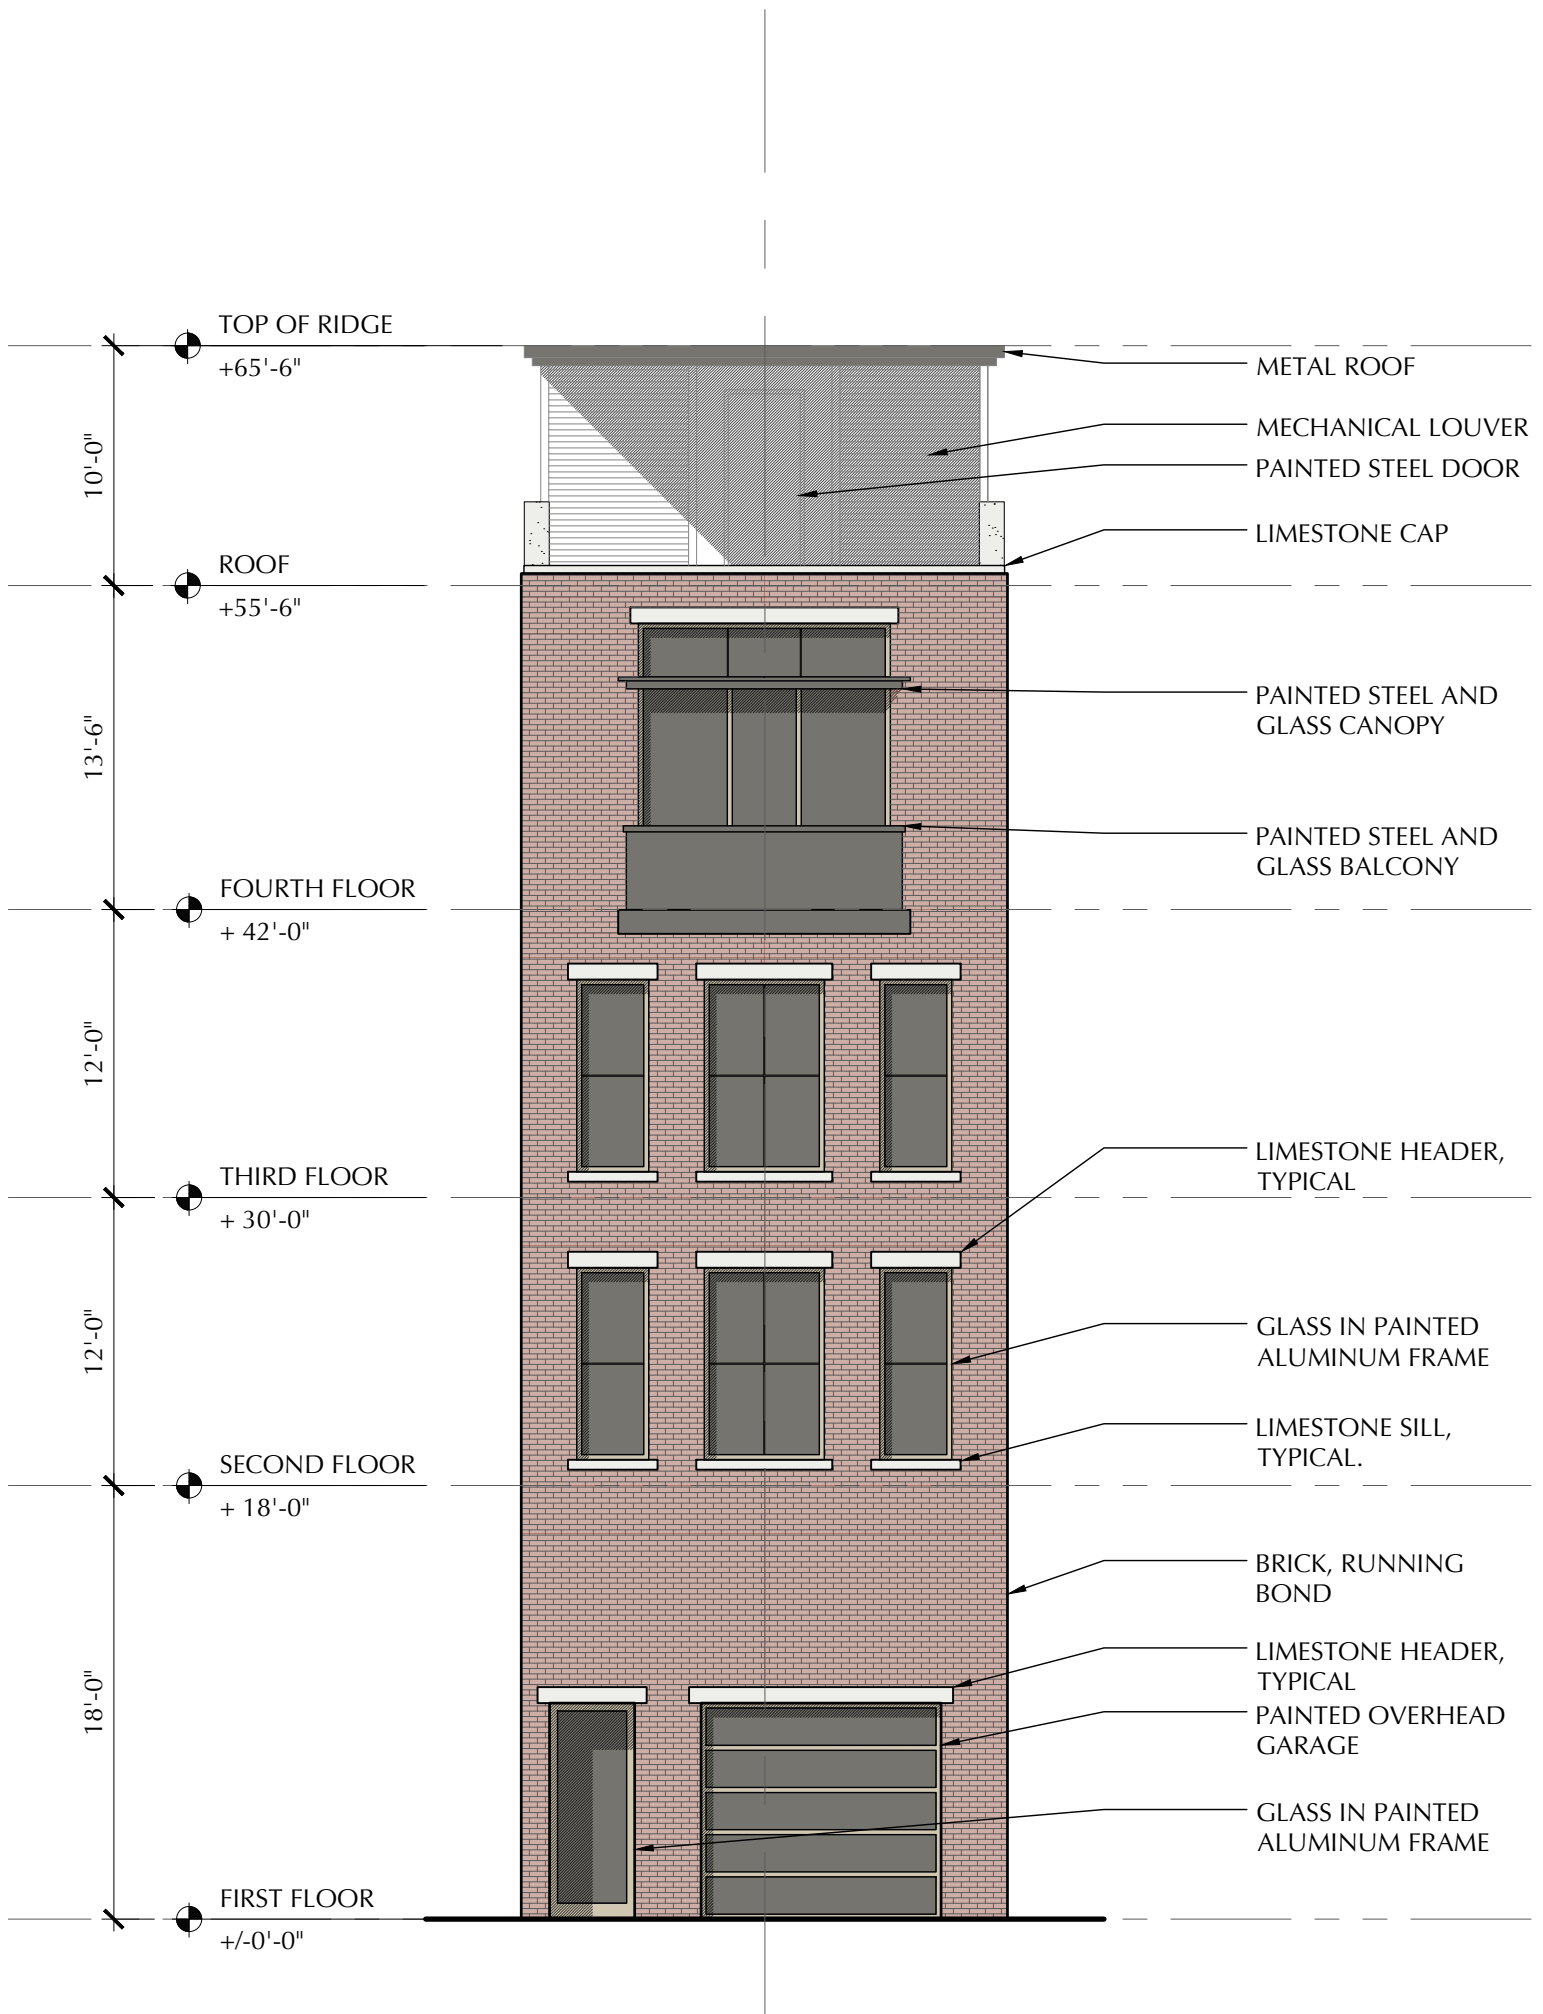 TOP OF RIDGE
+65'-6"
METAL ROOF
MECHANICAL LOUVER
10'-0"
PAINTED STEEL DOOR
LIMESTONE CAP
ROOF
+55'-6"
PAINTED STEEL AND
GLASS CANOPY
13'-6"
PAINTED STEEL AND
GLASS BALCONY
FOURTH FLOOR
+ 42'-0"
12'-0"
LIMESTONE HEADER,
TYPICAL
THIRD FLOOR
+ 30'-0"
12'-0"
GLASS IN PAINTED
ALUMINUM FRAME
LIMESTONE SILL,
TYPICAL.
SECOND FLOOR
+ 18'-0"
BRICK, RUNNING
BOND
LIMESTONE HEADER,
TYPICAL
18'-0"
PAINTED OVERHEAD
GARAGE
GLASS IN PAINTED
ALUMINUM FRAME
FIRST FLOOR
+/-0'-0"